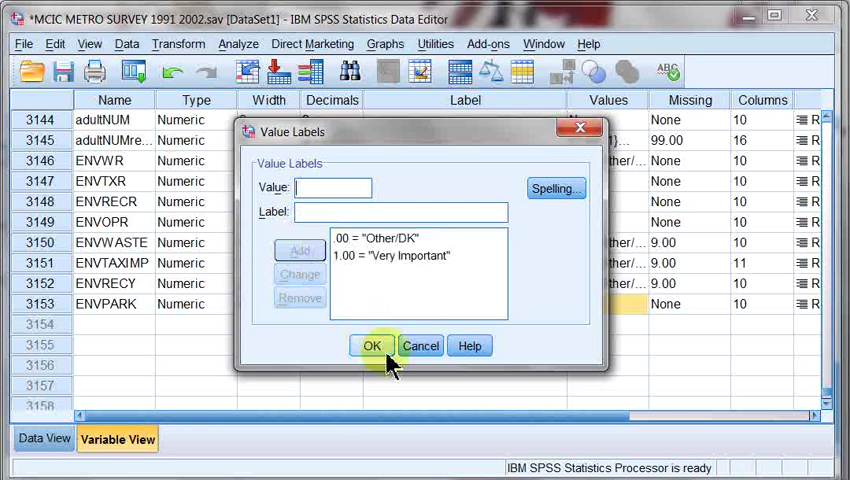 *MCIC METRO SURVEY 1991 2002.sav [DataSet1] - IBM SPSS Statistics Data Editor
File Edit View Data Transform Analyze Direct Marketing Graphs Utilities Add-ons Window Help
ABC
Name Type Width Decimals Label Values Missing Columns
3144 adultNUM Numeric None 10 R
3145 adultNUMre... Numeric 99.00 16 R
3146 ENVWR Numeric None 10 R
3147 ENVTXR Numeric None 10 R
3148 ENVRECR Numeric None 10 R
3149 ENVOPR Numeric None 10 R
3150 ENVWASTE Numeric 9.00 10 R
3151 ENVTAXIMP Numeric 9.00 11 R
3152 ENVRECY Numeric 9.00 10 R
3153 ENVPARK Numeric None 10 R
3154
3155
3156
3157
3158
Value Labels
Value Labels
Value:
Spelling...
Label:
.00 = "Other/DK"
1.00 = "Very Important"
Add
Change
Remove
OK Cancel Help
Data View Variable View
IBM SPSS Statistics Processor is ready